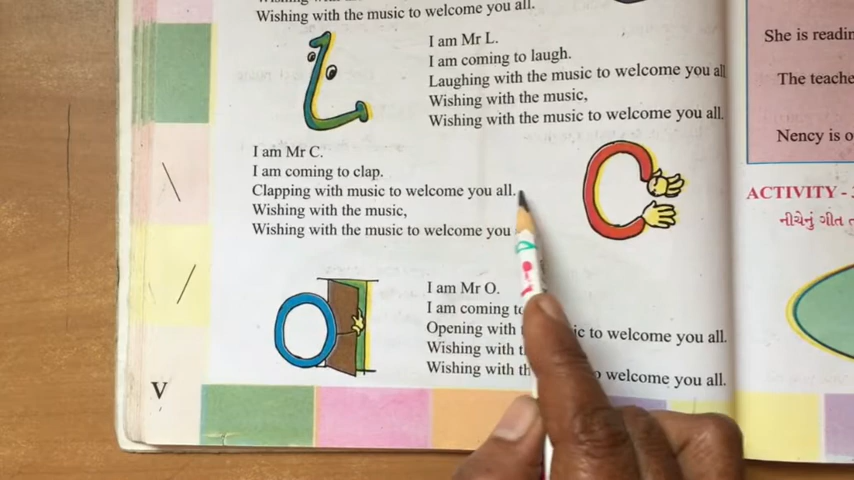 Wishing with the music to welcome you all.
I am Mr L.
I am coming to laugh.
Laughing with the music to welcome you all
Wishing with the music,
Wishing with the music to welcome you all.
I am Mr C.
I am coming to clap.
Clapping with music to welcome you all.
Wishing with the music,
Wishing with the music to welcome you
I am Mr O.
I am coming
Opening with to welcome you all.
Wishing with
Wishing with welcome you all.
V
She is
The
Nency is
ACTIVITY -
નીચેનું ગીત